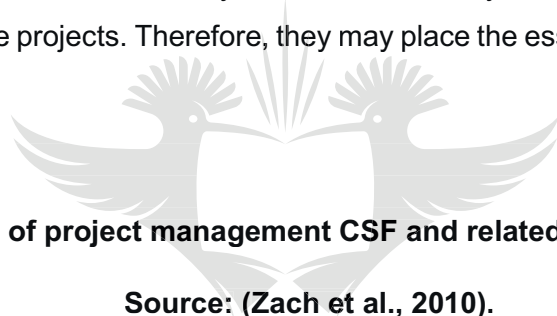 e projects. Therefore, they may place the es
of project management CSF and related
Source: (Zach et al., 2010).